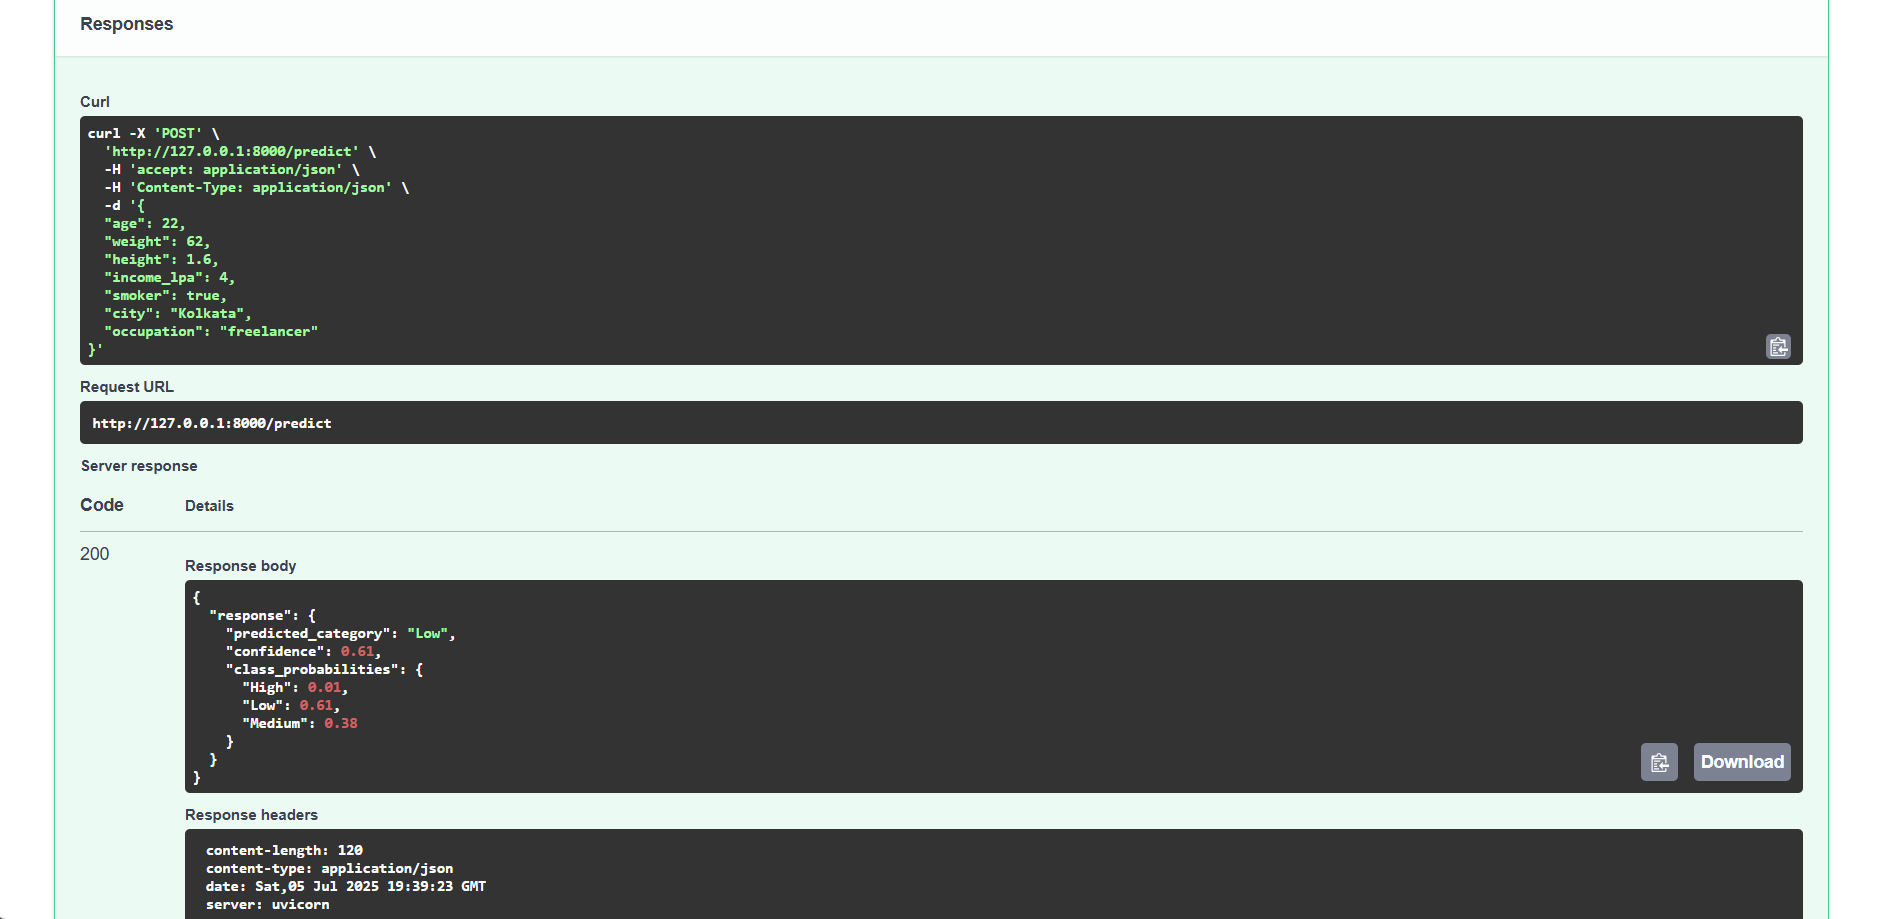 Responses
Curl
curl -X 'POST' \
  'http://127.0.0.1:8000/predict' \
  -H 'accept: application/json' \
  -H 'Content-Type: application/json' \
  -d '{
  "age": 22,
  "weight": 62,
  "height": 1.6,
  "income_lpa": 4,
  "smoker": true,
  "city": "Kolkata",
  "occupation": "freelancer"
}'
Request URL
http://127.0.0.1:8000/predict
Server response
Code Details
200
Response body
{
  "response": {
    "predicted_category": "Low",
    "confidence": 0.61,
    "class_probabilities": {
      "High": 0.01,
      "Low": 0.61,
      "Medium": 0.38
    }
  }
}
Download
Response headers
content-length: 120
content-type: application/json
date: Sat,05 Jul 2025 19:39:23 GMT
server: uvicorn